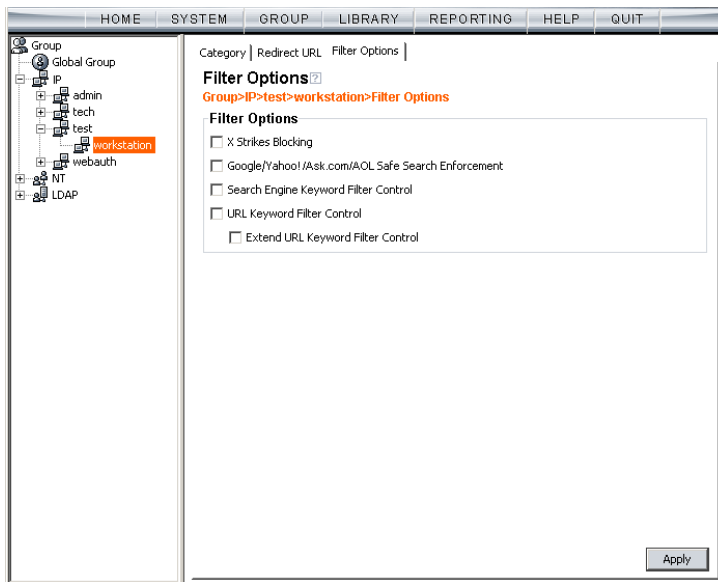 HOME SYSTEM GROUP LIBRARY REPORTING HELP QUIT
Group
Global Group
IP
admin
tech
test
workstation
webauth
NT
LDAP
Category Redirect URL Filter Options
Filter Options ?
Group>IP>test>workstation>Filter Options
Filter Options
X Strikes Blocking
Google/Yahoo!/Ask.com/AOL Safe Search Enforcement
Search Engine Keyword Filter Control
URL Keyword Filter Control
Extend URL Keyword Filter Control
Apply